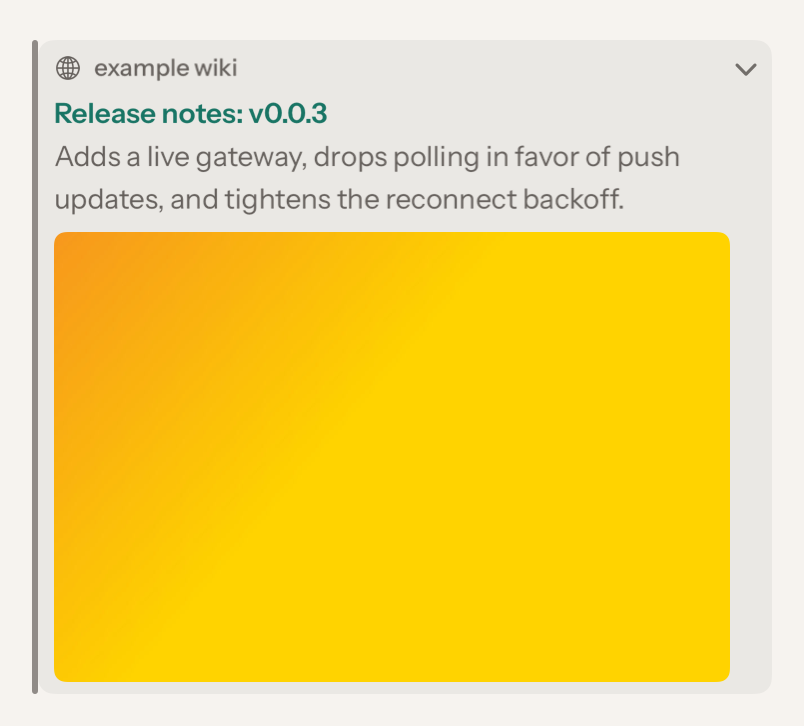 example wiki
Release notes: v0.0.3
Adds a live gateway, drops polling in favor of push
updates, and tightens the reconnect backoff.